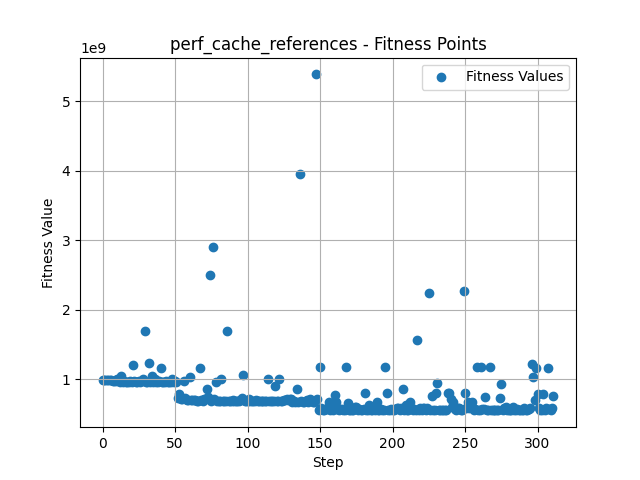 perf_cache_references - Fitness Points
1e9
Fitness Values
5
4
3
2
1
Fitness Value
0
50
100
150
200
250
300
Step